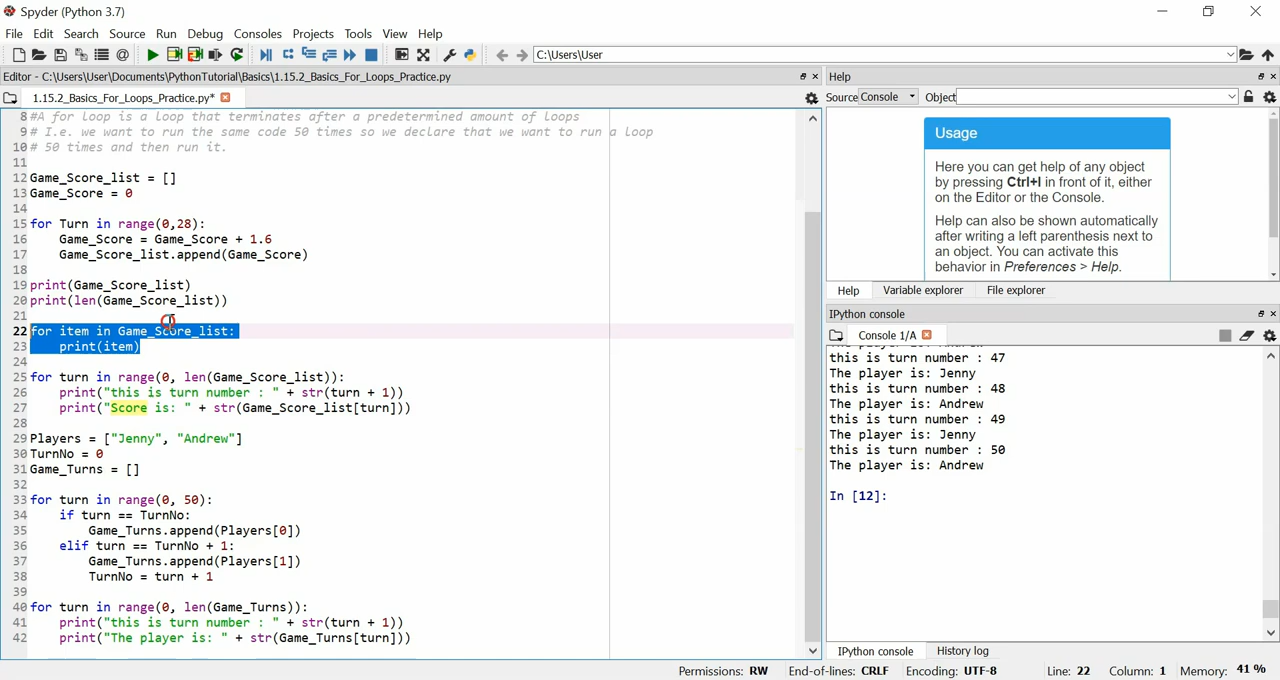 Spyder (Python 3.7)
File Edit Search Source Run Debug Consoles Projects Tools View Help
C:\Users\User
Editor - C:\Users\User\Documents\PythonTutorial\Basics\1.15.2_Basics_For_Loops_Practice.py
1.15.2_Basics_For_Loops_Practice.py*
8 #A for loop is a loop that terminates after a predetermined amount of loops
9 # I.e. we want to run the same code 50 times so we declare that we want to run a loop
10 # 50 times and then run it.
11
12 Game_Score_list = []
13 Game_Score = 0
14
15 for Turn in range(0,28):
16 Game_Score = Game_Score + 1.6
17 Game_Score_list.append(Game_Score)
18
19 print(Game_Score_list)
20 print(len(Game_Score_list))
21
22 for item in Game_Score_list:
23 print(item)
24
25 for turn in range(0, len(Game_Score_list)):
26 print("this is turn number : " + str(turn + 1))
27 print("Score is: " + str(Game_Score_list[turn]))
28
29 Players = ["Jenny", "Andrew"]
30 TurnNo = 0
31 Game_Turns = []
32
33 for turn in range(0, 50):
34 if turn == TurnNo:
35 Game_Turns.append(Players[0])
36 elif turn == TurnNo + 1:
37 Game_Turns.append(Players[1])
38 TurnNo = turn + 1
39
40 for turn in range(0, len(Game_Turns)):
41 print("this is turn number : " + str(turn + 1))
42 print("The player is: " + str(Game_Turns[turn]))
Help
Source Console Object
Usage
Here you can get help of any object
by pressing Ctrl+I in front of it, either
on the Editor or the Console.
Help can also be shown automatically
after writing a left parenthesis next to
an object. You can activate this
behavior in Preferences > Help.
Help Variable explorer File explorer
IPython console
Console 1/A
this is turn number : 47
The player is: Jenny
this is turn number : 48
The player is: Andrew
this is turn number : 49
The player is: Jenny
this is turn number : 50
The player is: Andrew
In [12]:
IPython console History log
Permissions: RW End-of-lines: CRLF Encoding: UTF-8 Line: 22 Column: 1 Memory: 41 %